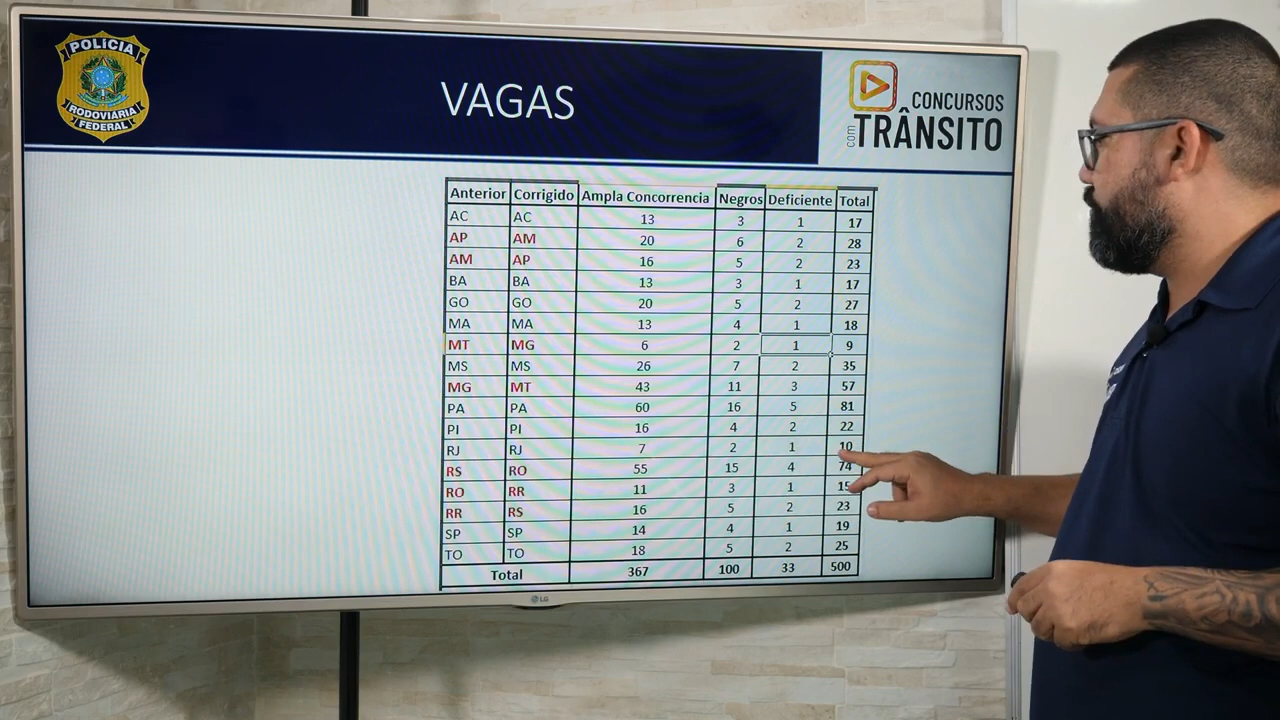 POLÍCIA
RODOVIÁRIA
FEDERAL
VAGAS
CONCURSOS
com TRÂNSITO
Anterior Corrigido Ampla Concorrencia Negros Deficiente Total
AC AC 13 3 1 17
AP AM 20 6 2 28
AM AP 16 5 2 23
BA BA 13 3 1 17
GO GO 20 5 2 27
MA MA 13 4 1 18
MT MG 6 2 1 9
MS MS 26 7 2 35
MG MT 43 11 3 57
PA PA 60 16 5 81
PI PI 16 4 2 22
RJ RJ 7 2 1 10
RS RO 55 15 4 74
RO RR 11 3 1 15
RR RS 16 5 2 23
SP SP 14 4 1 19
TO TO 18 5 2 25
Total 367 100 33 500
LG